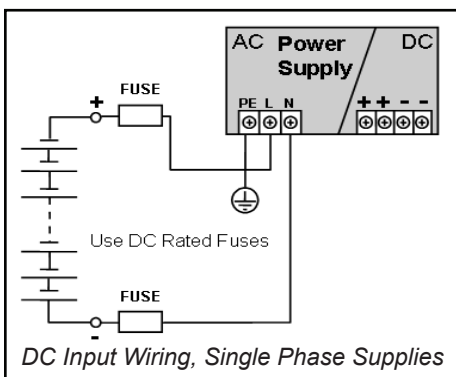 AC Power Supply DC
PE L N
+ + - -
FUSE
+
Use DC Rated Fuses
FUSE
-
DC Input Wiring, Single Phase Supplies